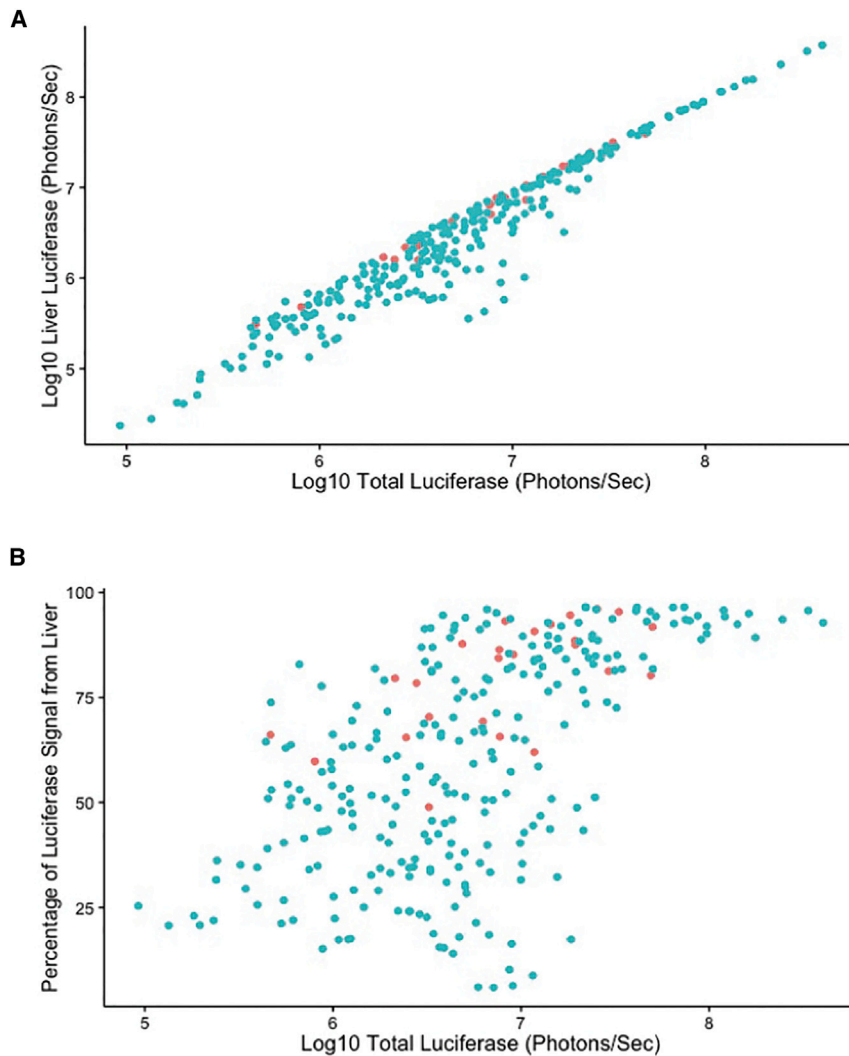 A
Log10 Liver Luciferase (Photons/Sec)
8
7
6
5
5 6 7 8
Log10 Total Luciferase (Photons/Sec)
B
Percentage of Luciferase Signal from Liver
100
75
50
25
5 6 7 8
Log10 Total Luciferase (Photons/Sec)